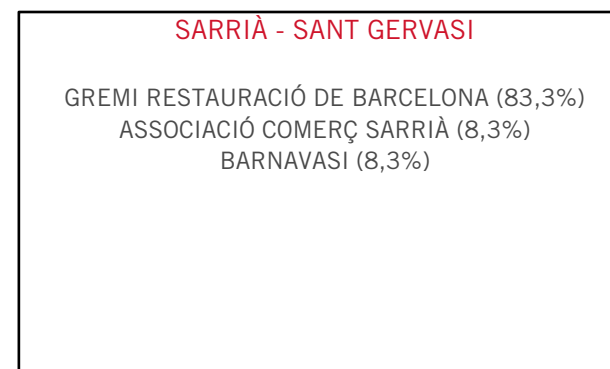 SARRIÀ - SANT GERVASI
GREMI RESTAURACIÓ DE BARCELONA (83,3%)
ASSOCIACIÓ COMERÇ SARRIÀ (8,3%)
BARNAVASI (8,3%)